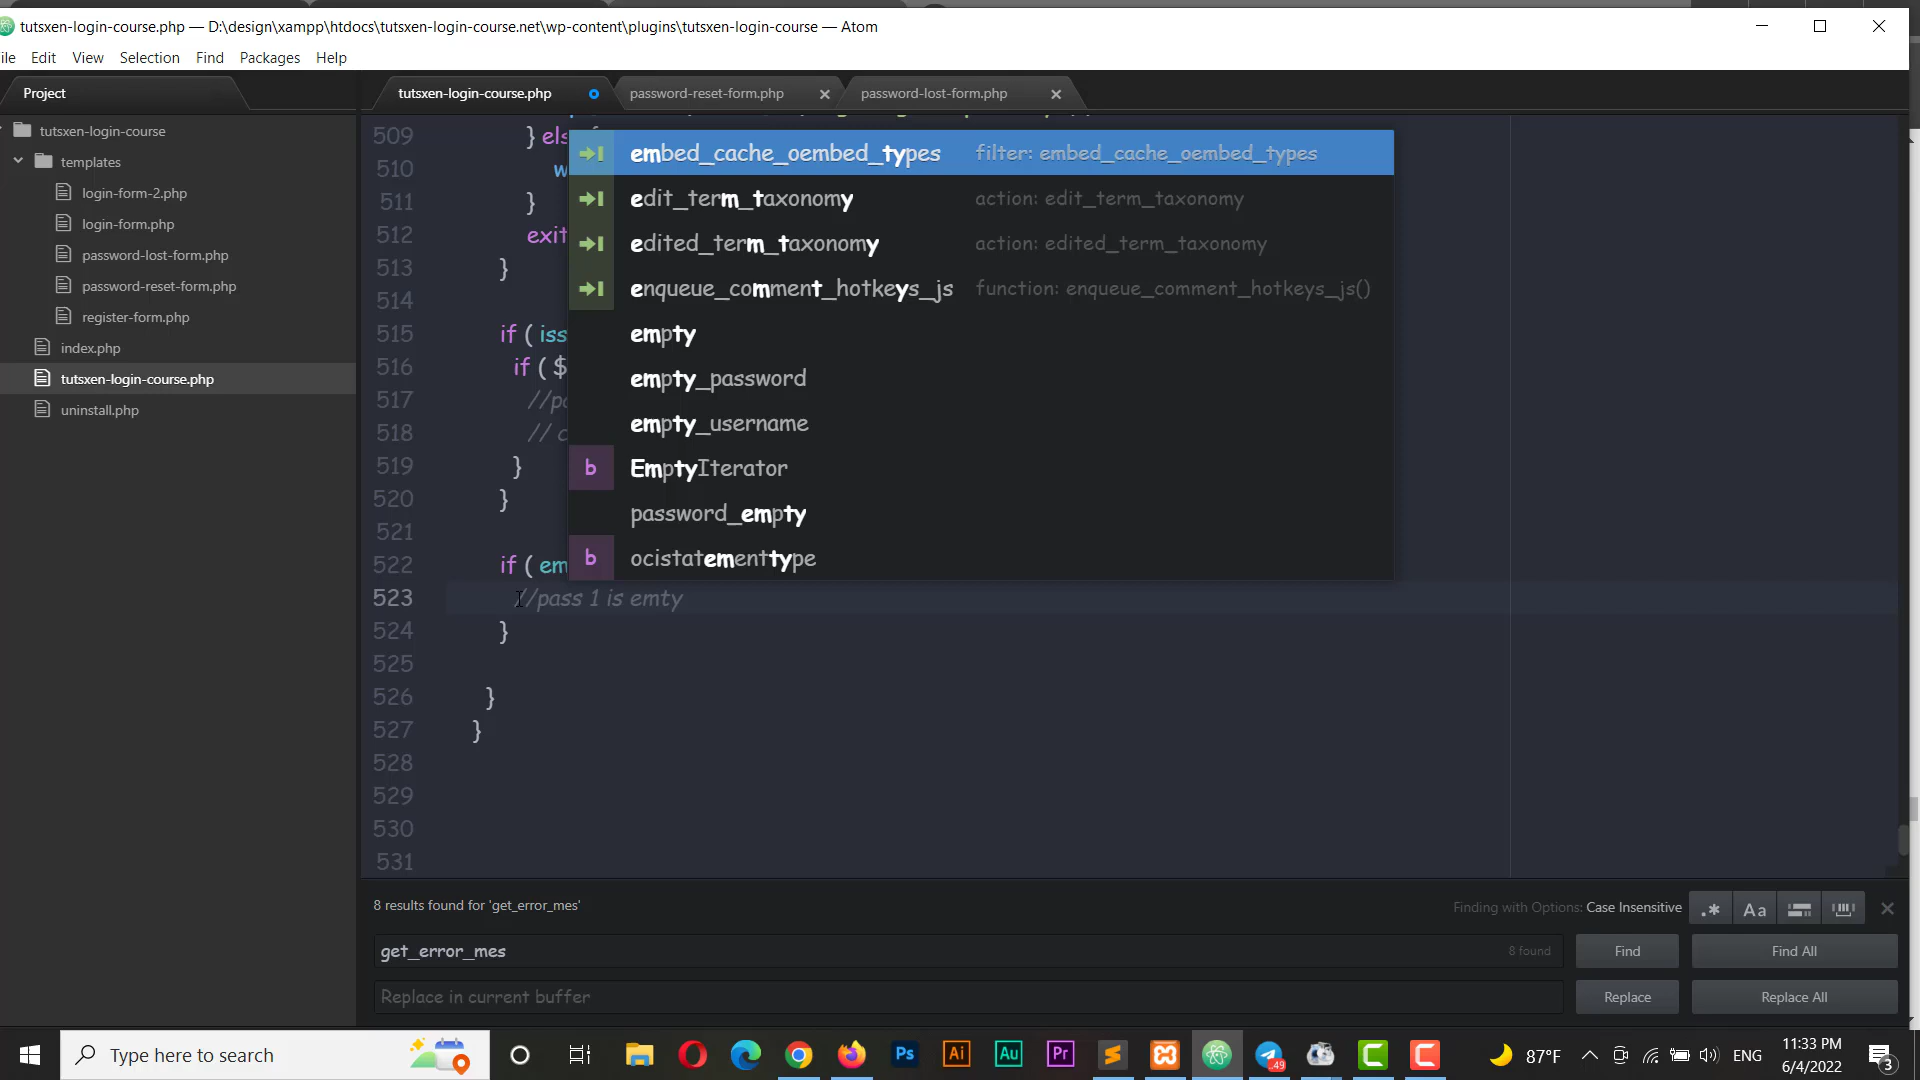 tutsxen-login-course.php — D:\design\xampp\htdocs\tutsxen-login-course.net\wp-content\plugins\tutsxen-login-course — Atom
ile Edit View Selection Find Packages Help
Project
tutsxen-login-course.php
password-reset-form.php
password-lost-form.php
tutsxen-login-course
templates
login-form-2.php
login-form.php
password-lost-form.php
password-reset-form.php
register-form.php
index.php
tutsxen-login-course.php
uninstall.php
509 } els
510 w
511 }
512 exit
513 }
514
515 if ( iss
516 if ( $
517 //pa
518 // c
519 }
520 }
521
522 if ( em
523 //pass 1 is emty
524 }
525
526 }
527 }
528
529
530
531
embed_cache_oembed_types filter: embed_cache_oembed_types
edit_term_taxonomy action: edit_term_taxonomy
edited_term_taxonomy action: edited_term_taxonomy
enqueue_comment_hotkeys_js function: enqueue_comment_hotkeys_js()
empty
empty_password
empty_username
b EmptyIterator
password_empty
b ocistatementtype
8 results found for 'get_error_mes'
Finding with Options: Case Insensitive
.* Aa
get_error_mes
8 found
Find
Find All
Replace in current buffer
Replace
Replace All
Type here to search
Ps
Ai
Au
Pr
49
87°F
ENG
11:33 PM
6/4/2022
3